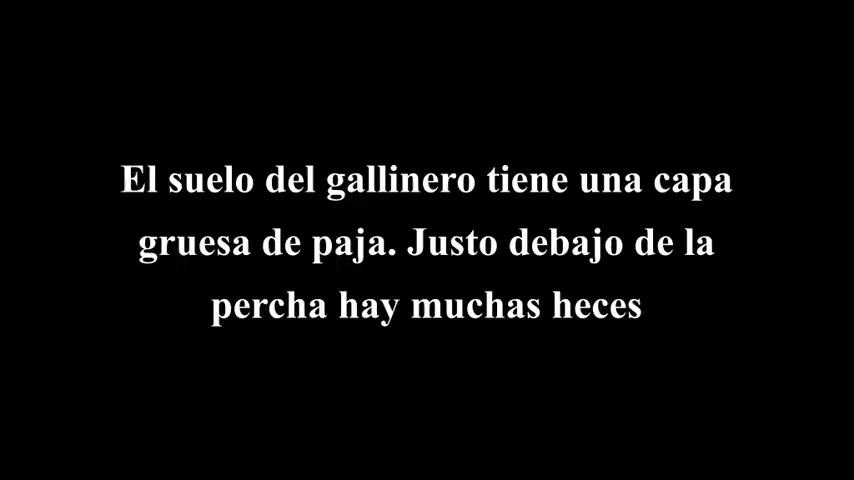 El suelo del gallinero tiene una capa
gruesa de paja. Justo debajo de la
percha hay muchas heces